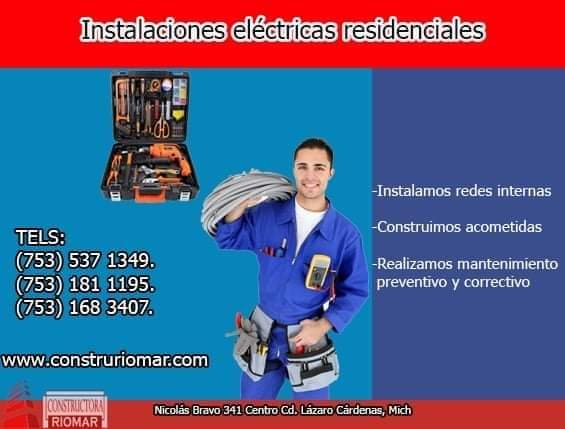 Instalaciones eléctricas residenciales
-Instalamos redes internas
-Construimos acometidas
-Realizamos mantenimiento
preventivo y correctivo
TELS:
(753) 537 1349.
(753) 181 1195.
(753) 168 3407.
www.construriomar.com
CONSTRUCTORA
RIOMAR
Nicolás Bravo 341 Centro Cd. Lázaro Cárdenas, Mich